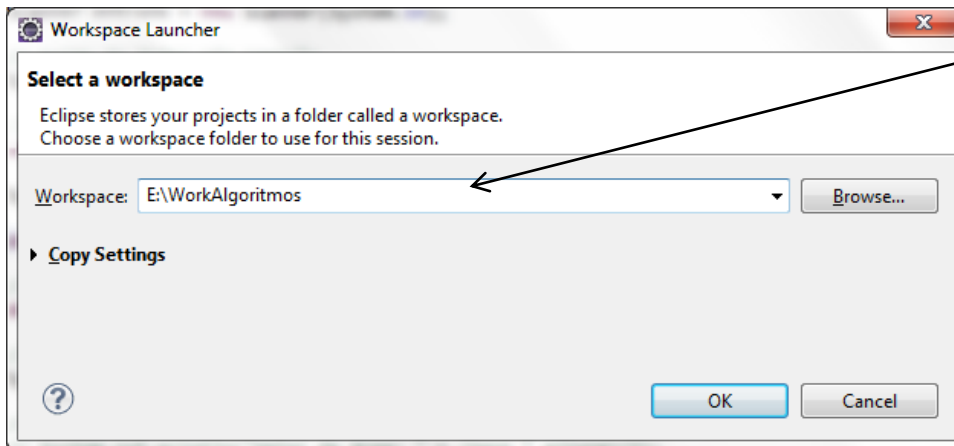 Workspace Launcher
Select a workspace
Eclipse stores your projects in a folder called a workspace.
Choose a workspace folder to use for this session.
Workspace: E:\WorkAlgoritmos Browse...
Copy Settings
? OK Cancel